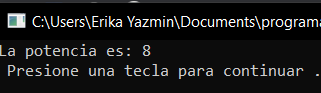 C:\Users\Erika Yazmin\Documents\programa
La potencia es: 8
Presione una tecla para continuar .